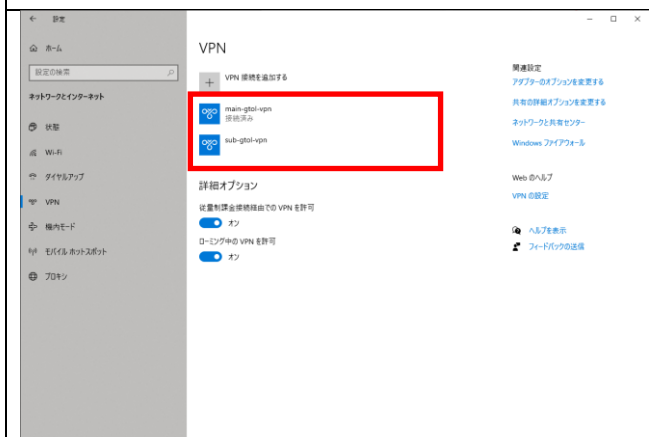 設定
ホーム
設定の検索
ネットワークとインターネット
状態
Wi-Fi
ダイヤルアップ
VPN
機内モード
モバイル ホットスポット
プロキシ
VPN
VPN 接続を追加する
main-gtol-vpn
接続済み
sub-gtol-vpn
詳細オプション
従量制課金接続経由での VPN を許可
オン
ローミング中の VPN を許可
オン
関連設定
アダプターのオプションを変更する
共有の詳細オプションを変更する
ネットワークと共有センター
Windows ファイアウォール
Web のヘルプ
VPN の設定
ヘルプを表示
フィードバックの送信